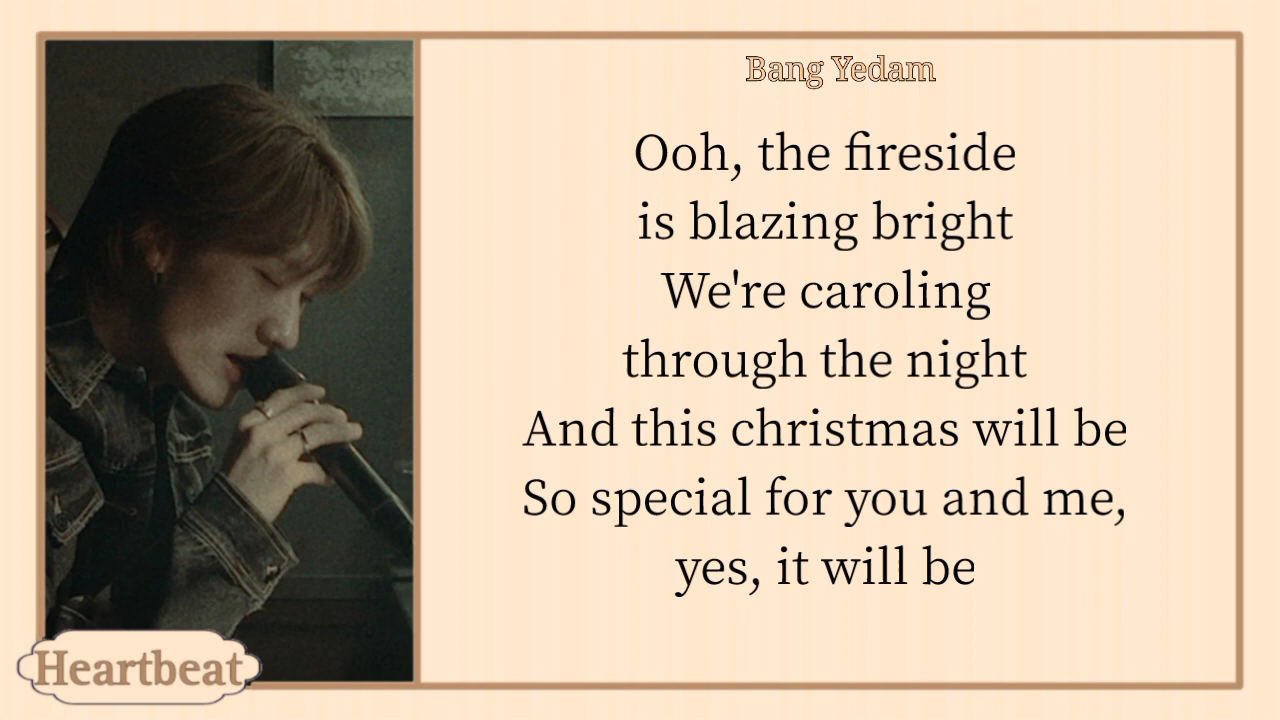 Bang Yedam
Ooh, the fireside
is blazing bright
We're caroling
through the night
And this christmas will be
So special for you and me,
yes, it will be
Heartbeat